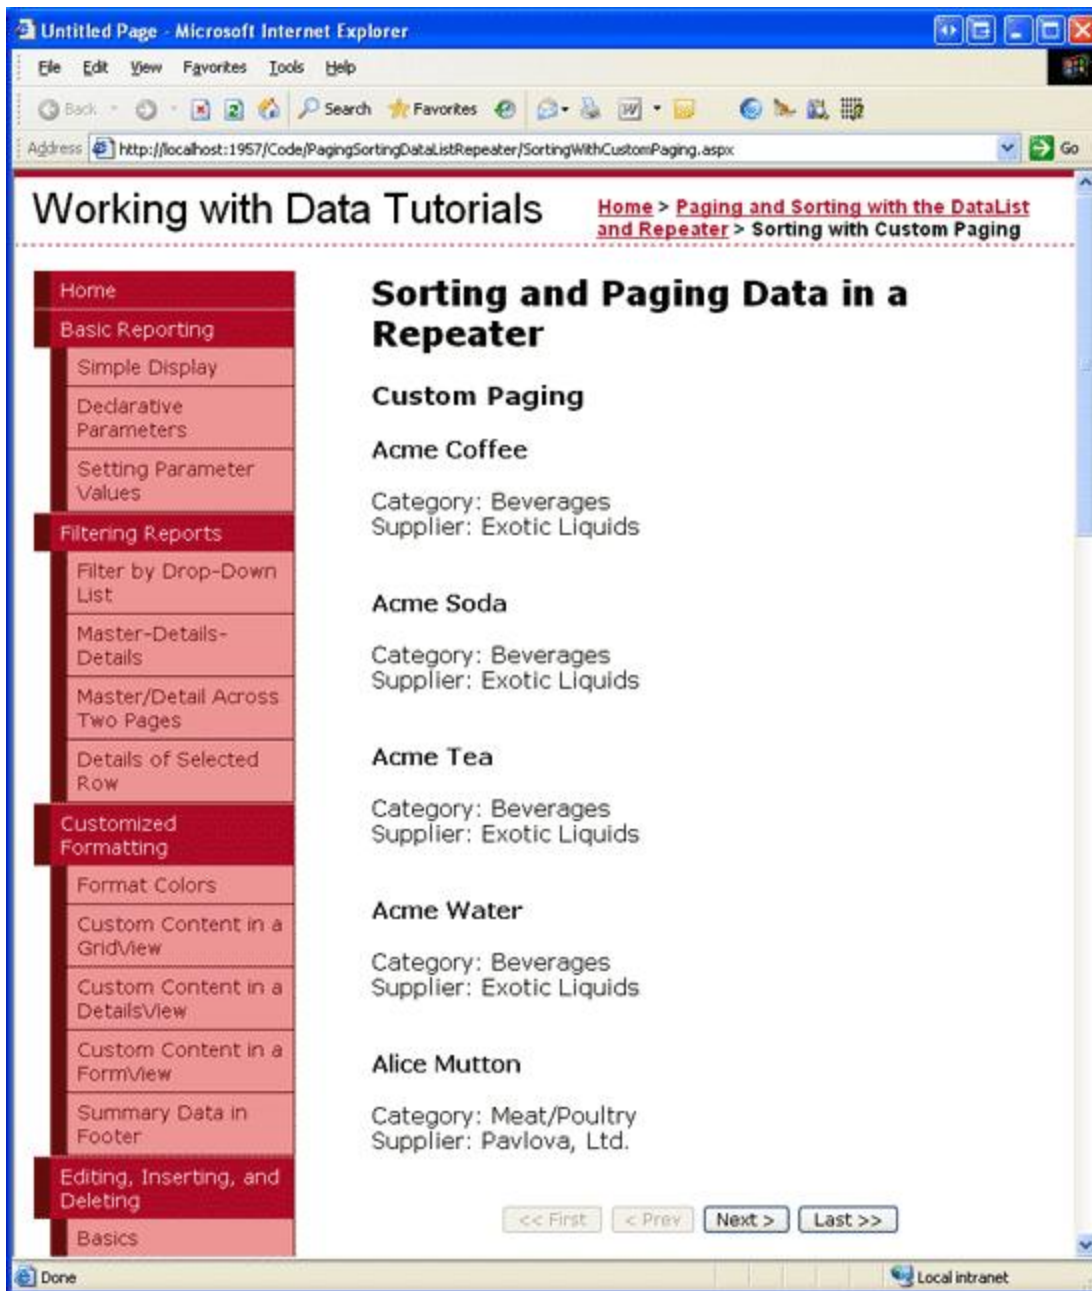 Untitled Page - Microsoft Internet Explorer
File Edit View Favorites Tools Help
Back Search Favorites
Address http://localhost:1957/Code/PagingSortingDataListRepeater/SortingWithCustomPaging.aspx Go
Working with Data Tutorials
Home > Paging and Sorting with the DataList
and Repeater > Sorting with Custom Paging
Home
Basic Reporting
Simple Display
Declarative
Parameters
Setting Parameter
Values
Filtering Reports
Filter by Drop-Down
List
Master-Details-
Details
Master/Detail Across
Two Pages
Details of Selected
Row
Customized
Formatting
Format Colors
Custom Content in a
GridView
Custom Content in a
DetailsView
Custom Content in a
FormView
Summary Data in
Footer
Editing, Inserting, and
Deleting
Basics
Sorting and Paging Data in a
Repeater
Custom Paging
Acme Coffee
Category: Beverages
Supplier: Exotic Liquids
Acme Soda
Category: Beverages
Supplier: Exotic Liquids
Acme Tea
Category: Beverages
Supplier: Exotic Liquids
Acme Water
Category: Beverages
Supplier: Exotic Liquids
Alice Mutton
Category: Meat/Poultry
Supplier: Pavlova, Ltd.
<< First < Prev Next > Last >>
Done Local intranet